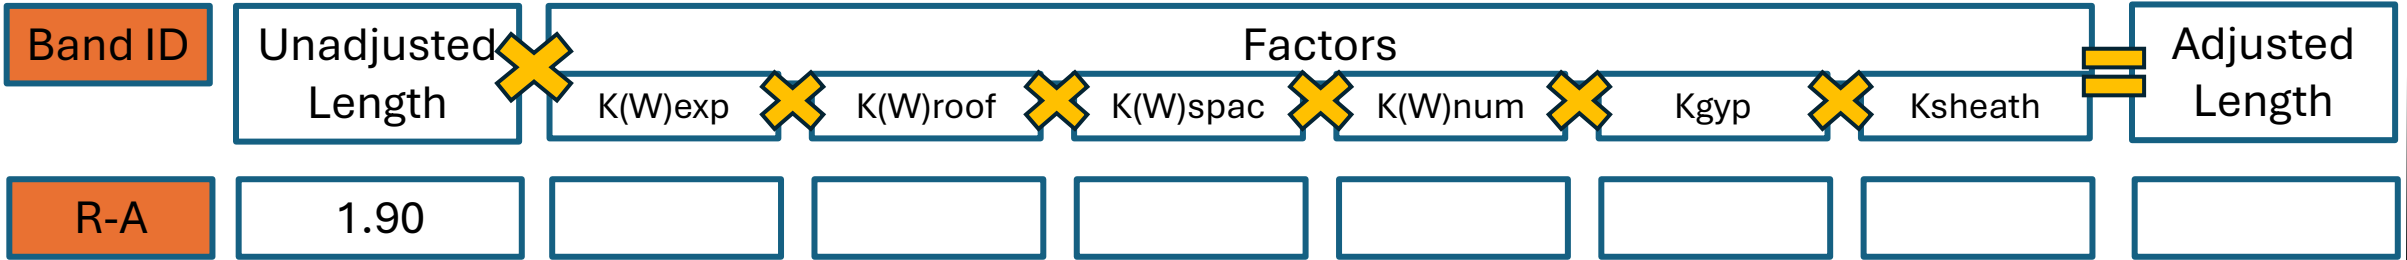 Band ID
Unadjusted
Length
Factors
K(W)exp
K(W)roof
K(W)spac
K(W)num
Kgyp
Ksheath
Adjusted
Length
R-A
1.90